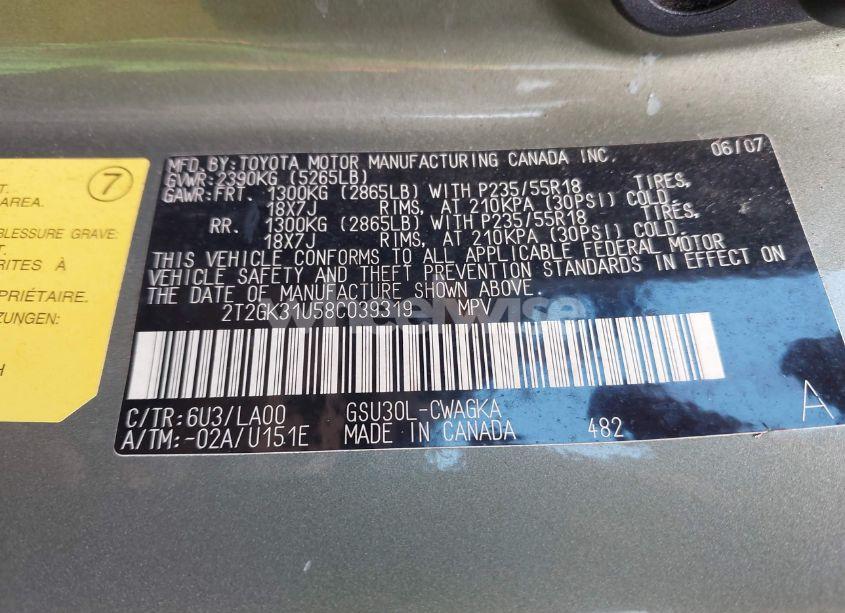 7
AREA.
BLESSURE GRAVE:
RITES À
PRIÉTAIRE.
ZUNGEN:
H
MFD. BY: TOYOTA MOTOR MANUFACTURING CANADA INC. 06/07
GVWR: 2390KG (5265LB)
GAWR: FRT. 1300KG (2865LB) WITH P235/55R18 TIRES,
18X7J RIMS, AT 210KPA (30PSI) COLD.
RR. 1300KG (2865LB) WITH P235/55R18 TIRES,
18X7J RIMS, AT 210KPA (30PSI) COLD.
THIS VEHICLE CONFORMS TO ALL APPLICABLE FEDERAL MOTOR
VEHICLE SAFETY AND THEFT PREVENTION STANDARDS IN EFFECT ON
THE DATE OF MANUFACTURE SHOWN ABOVE.
2T2GK31U58C039319 MPV
wheelwise
C/TR: 6U3/LA00 GSU30L-CWAGKA
A/TM: -02A/U151E MADE IN CANADA 482 A